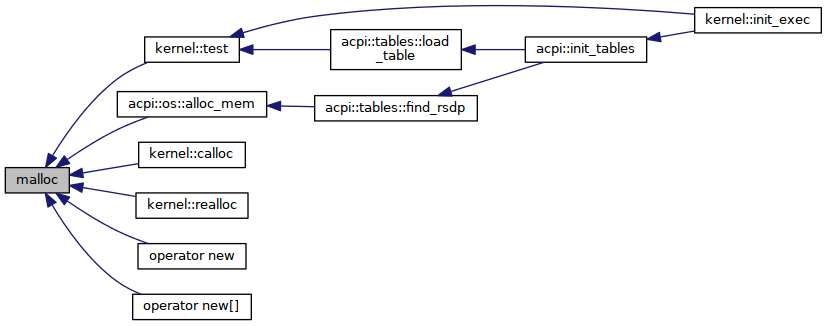 kernel::init_exec
kernel::test
acpi::tables::load
_table
acpi::init_tables
acpi::os::alloc_mem
acpi::tables::find_rsdp
kernel::calloc
malloc
kernel::realloc
operator new
operator new[]